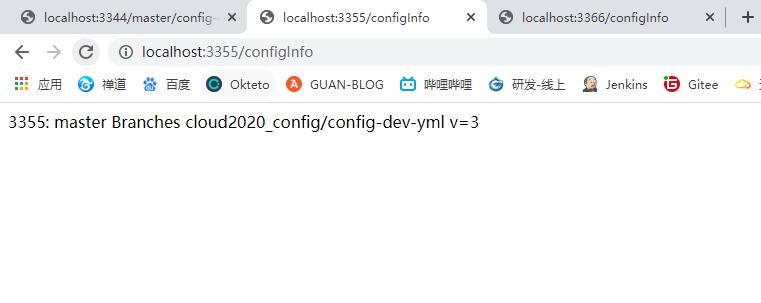 localhost:3344/master/config-
localhost:3355/configInfo
localhost:3366/configInfo
localhost:3355/configInfo
应用 禅道 百度 Okteto GUAN-BLOG 哔哩哔哩 研发-线上 Jenkins Gitee
3355: master Branches cloud2020_config/config-dev-yml v=3